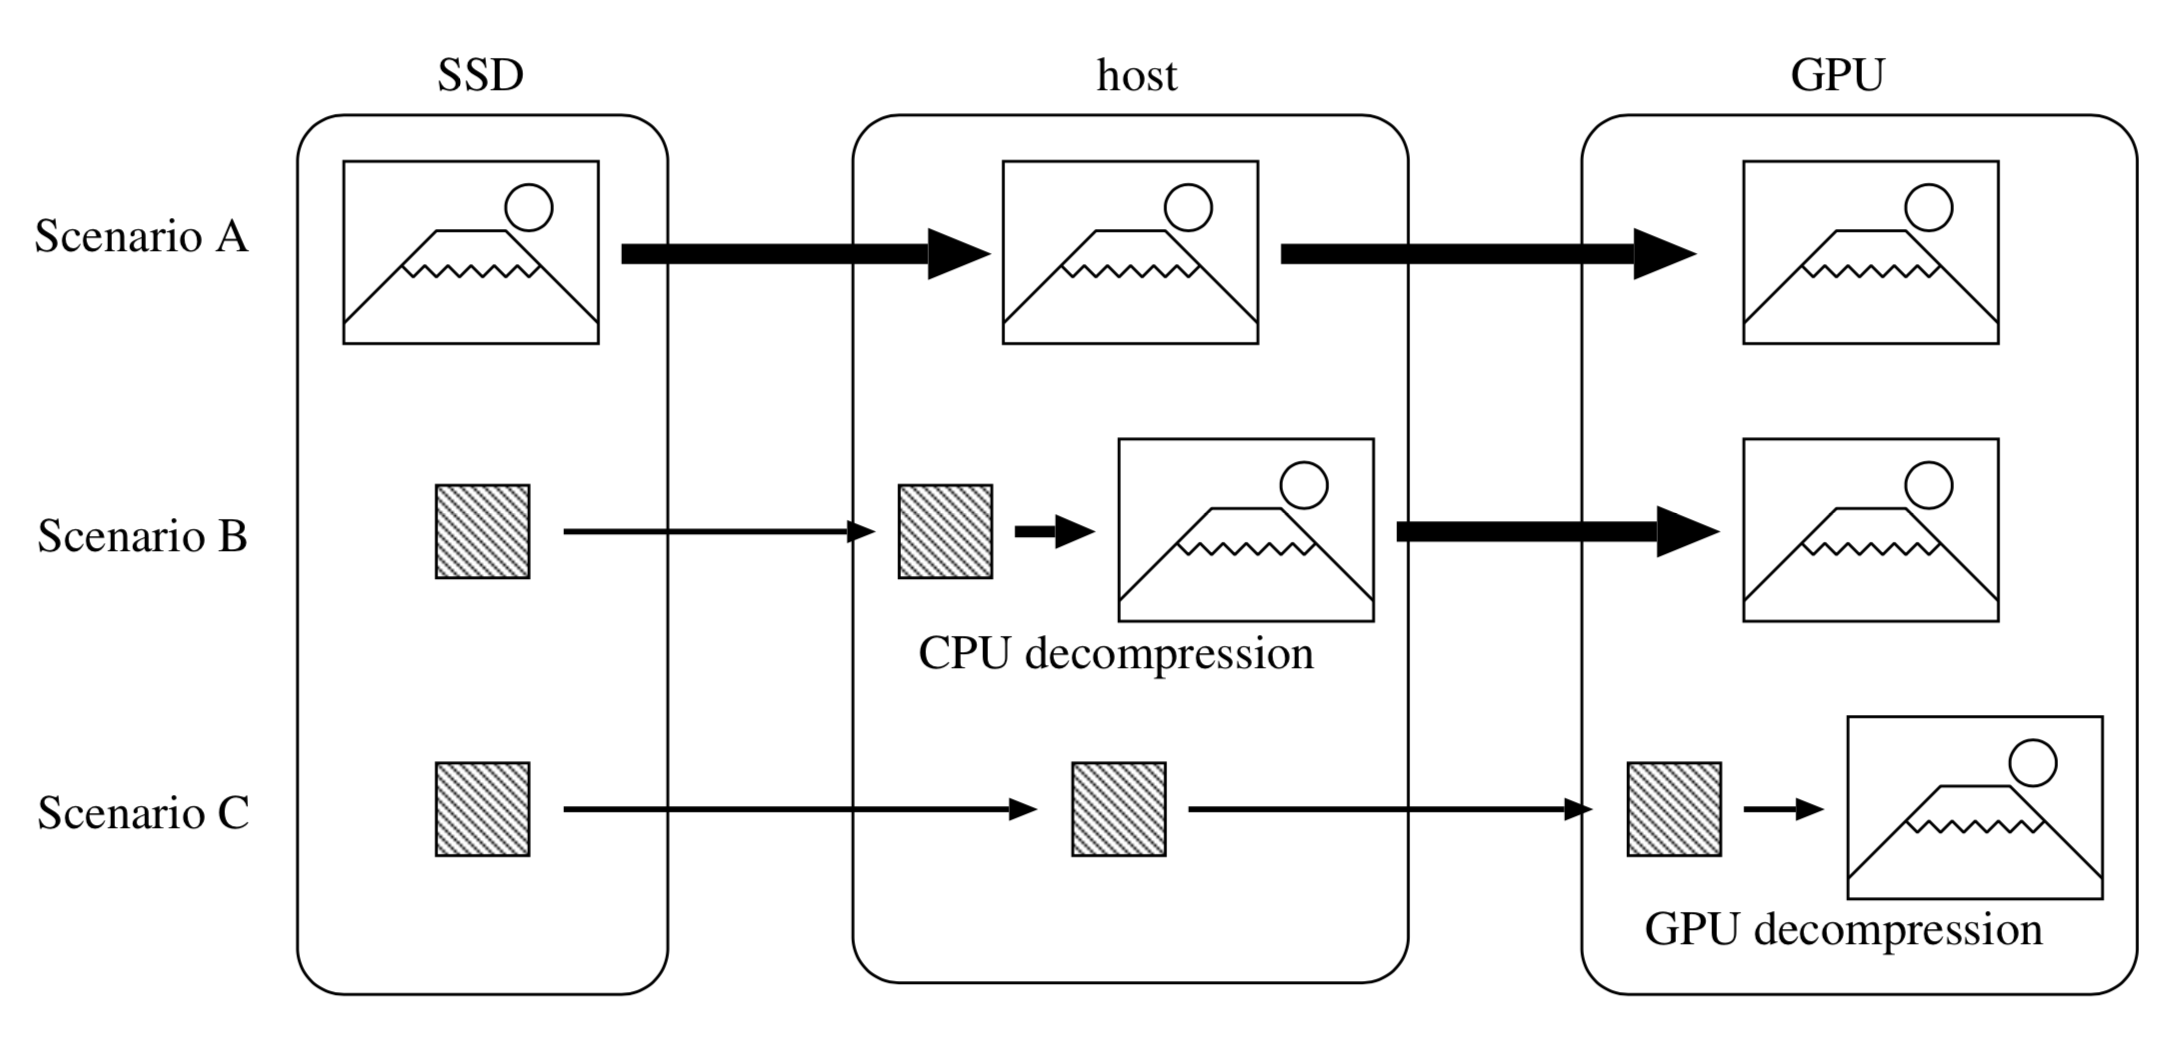 SSD
host
GPU
Scenario A
Scenario B
CPU decompression
Scenario C
GPU decompression